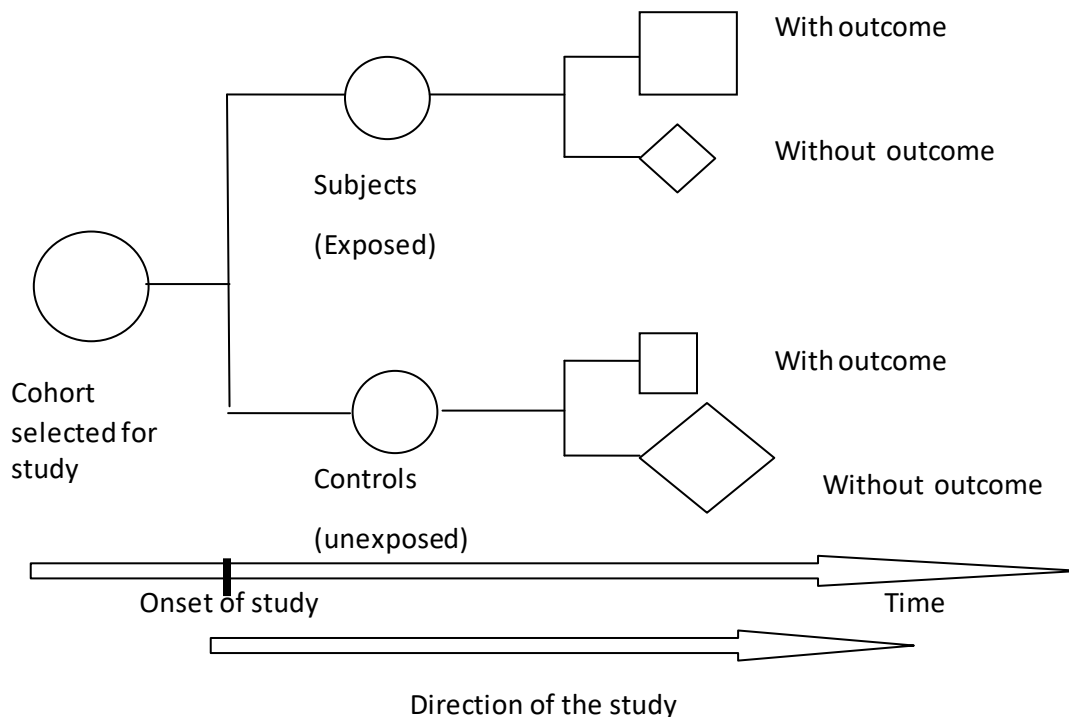 With outcome
Without outcome
Subjects
(Exposed)
With outcome
Cohort
selected for
study
Controls
Without outcome
(unexposed)
Onset of study
Time
Direction of the study